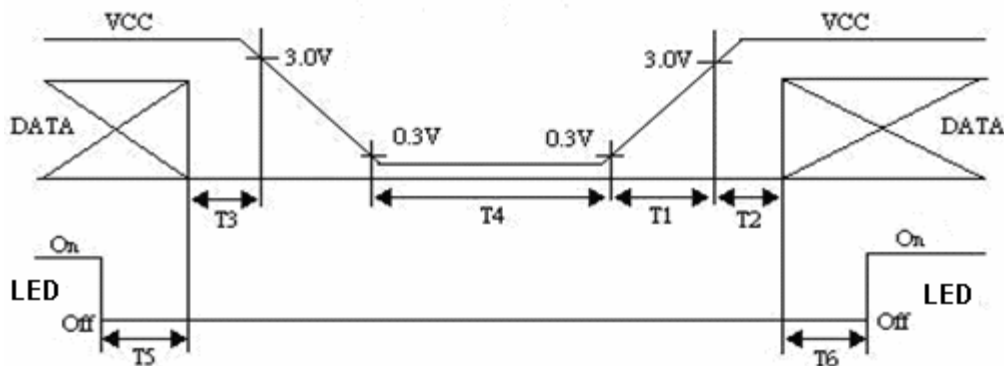 VCC
VCC
3.0V
3.0V
DATA
0.3V
0.3V
DATA
T3
T4
T1
T2
On
On
LED
LED
Off
Off
T5
T6